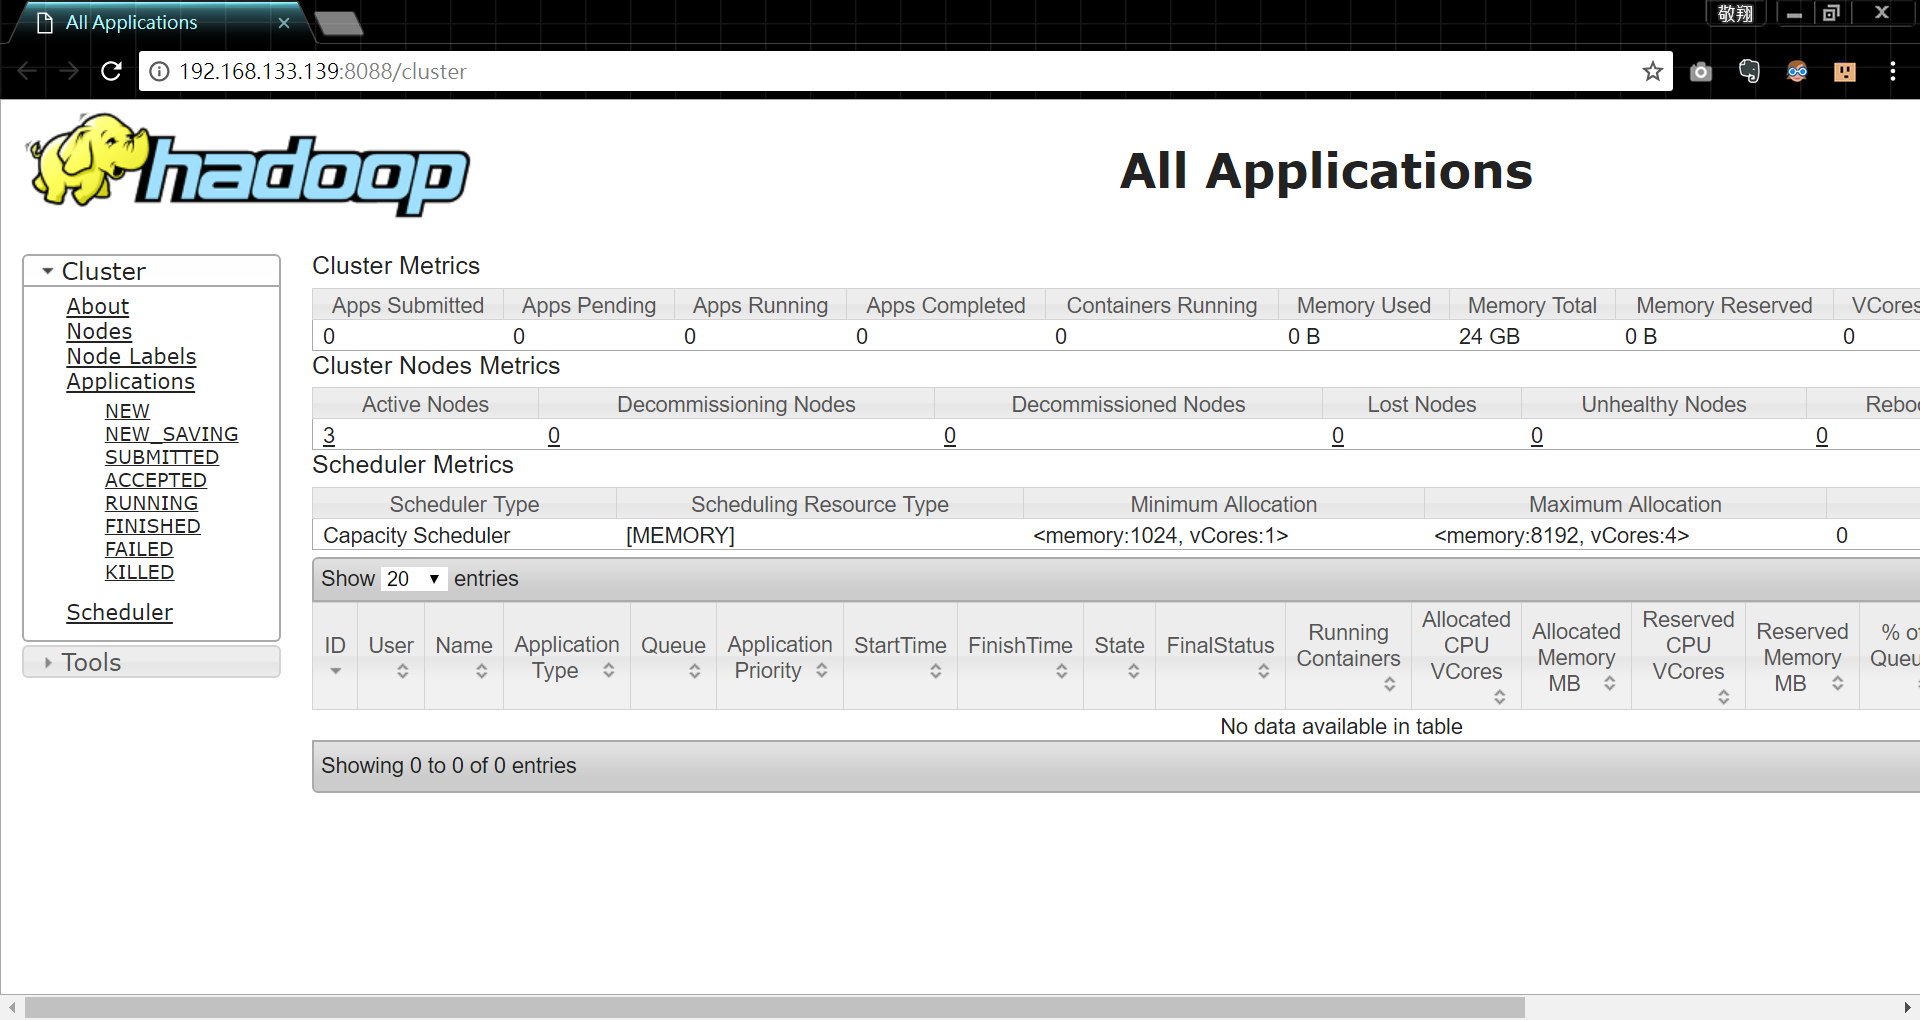 All Applications
敬翔
192.168.133.139:8088/cluster
hadoop
All Applications
Cluster
About
Nodes
Node Labels
Applications
NEW
NEW_SAVING
SUBMITTED
ACCEPTED
RUNNING
FINISHED
FAILED
KILLED
Scheduler
Tools
Cluster Metrics
Apps Submitted Apps Pending Apps Running Apps Completed Containers Running Memory Used Memory Total Memory Reserved VCores
0 0 0 0 0 0 B 24 GB 0 B 0
Cluster Nodes Metrics
Active Nodes Decommissioning Nodes Decommissioned Nodes Lost Nodes Unhealthy Nodes Reboo
3 0 0 0 0 0
Scheduler Metrics
Scheduler Type Scheduling Resource Type Minimum Allocation Maximum Allocation
Capacity Scheduler [MEMORY] <memory:1024, vCores:1> <memory:8192, vCores:4> 0
Show 20 entries
ID User Name Application Type Queue Application Priority StartTime FinishTime State FinalStatus Running Containers Allocated CPU VCores Allocated Memory MB Reserved CPU VCores Reserved Memory MB % of Queu
No data available in table
Showing 0 to 0 of 0 entries